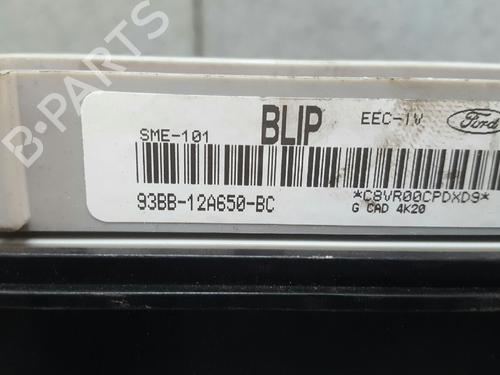 SME-101 BLIP EEC-IV Ford
93BB-12A650-BC *C8VR00CPDXD9*
G CAD 4K20
B-PARTS